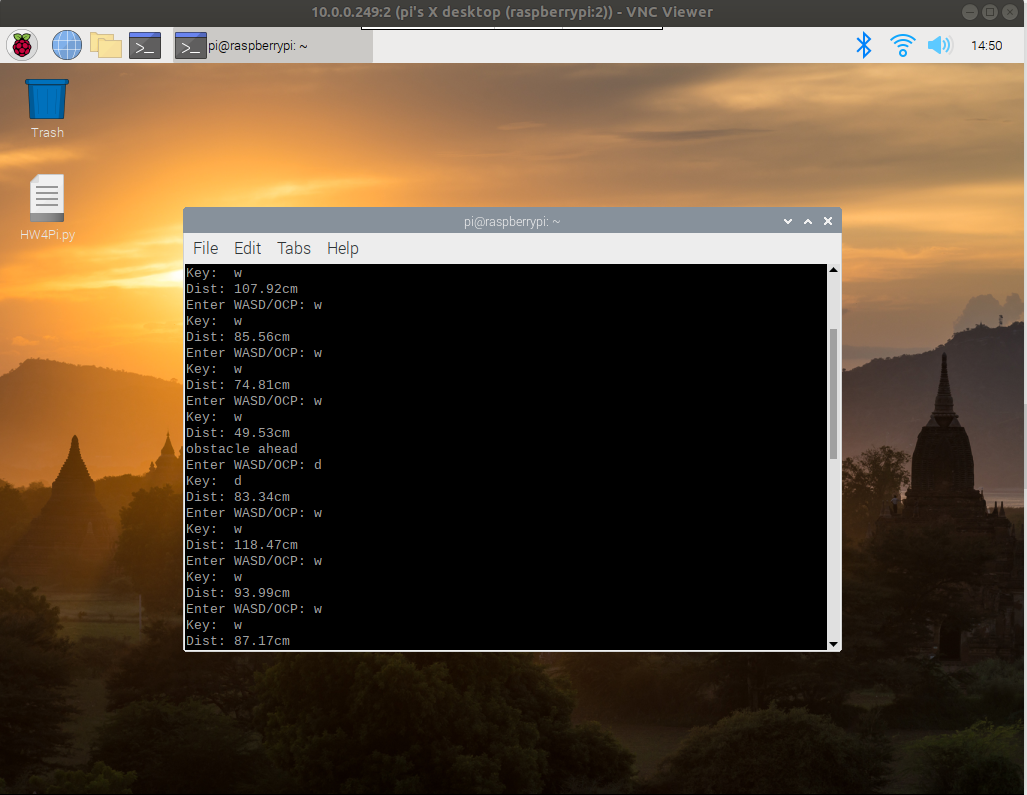 10.0.0.249:2 (pi's X desktop (raspberrypi:2)) - VNC Viewer
pi@raspberrypi: ~
14:50
Trash
HW4Pi.py
pi@raspberrypi: ~
File Edit Tabs Help
Key:  w
Dist: 107.92cm
Enter WASD/OCP: w
Key:  w
Dist: 85.56cm
Enter WASD/OCP: w
Key:  w
Dist: 74.81cm
Enter WASD/OCP: w
Key:  w
Dist: 49.53cm
obstacle ahead
Enter WASD/OCP: d
Key:  d
Dist: 83.34cm
Enter WASD/OCP: w
Key:  w
Dist: 118.47cm
Enter WASD/OCP: w
Key:  w
Dist: 93.99cm
Enter WASD/OCP: w
Key:  w
Dist: 87.17cm